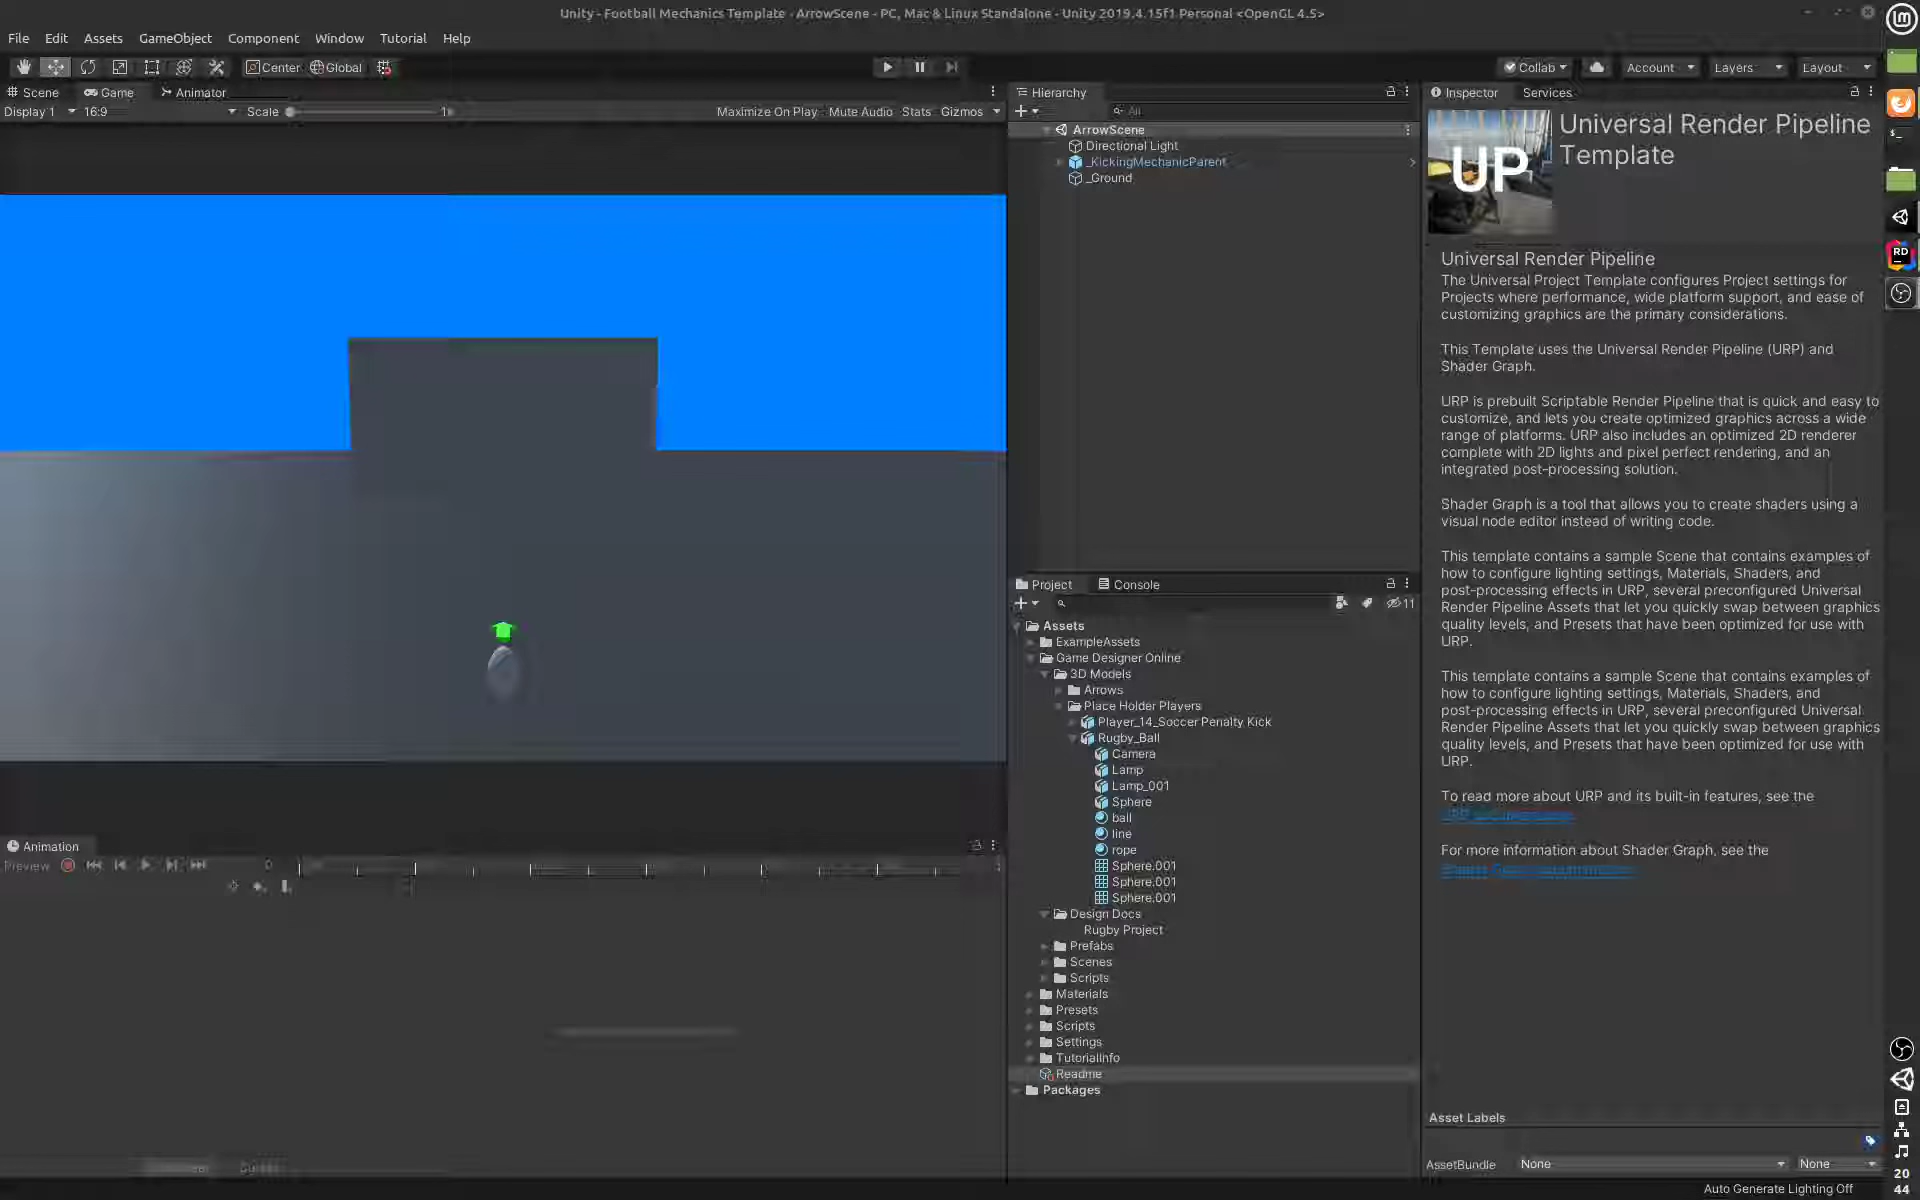 Unity - Football Mechanics Template - ArrowScene - PC, Mac & Linux Standalone - Unity 2019.4.15f1 Personal <OpenGL 4.5>
File Edit Assets GameObject Component Window Tutorial Help
Center Global
Collab Account Layers Layout
Scene Game Animator
Display 1 16:9 Scale 1x Maximize On Play Mute Audio Stats Gizmos
Hierarchy
All
ArrowScene
Directional Light
_KickingMechanicParent
_Ground
Project Console
11
Assets
ExampleAssets
Game Designer Online
3D Models
Arrows
Place Holder Players
Player_14_Soccer Penalty Kick
Rugby_Ball
Camera
Lamp
Lamp_001
Sphere
ball
line
rope
Sphere.001
Sphere.001
Sphere.001
Design Docs
Rugby Project
Prefabs
Scenes
Scripts
Materials
Presets
Scripts
Settings
TutorialInfo
Readme
Packages
Animation
Preview 0
Inspector Services
UP
Universal Render Pipeline
Template
Universal Render Pipeline
The Universal Project Template configures Project settings for
Projects where performance, wide platform support, and ease of
customizing graphics are the primary considerations.
This Template uses the Universal Render Pipeline (URP) and
Shader Graph.
URP is prebuilt Scriptable Render Pipeline that is quick and easy to
customize, and lets you create optimized graphics across a wide
range of platforms. URP also includes an optimized 2D renderer
complete with 2D lights and pixel perfect rendering, and an
integrated post-processing solution.
Shader Graph is a tool that allows you to create shaders using a
visual node editor instead of writing code.
This template contains a sample Scene that contains examples of
how to configure lighting settings, Materials, Shaders, and
post-processing effects in URP, several preconfigured Universal
Render Pipeline Assets that let you quickly swap between graphics
quality levels, and Presets that have been optimized for use with
URP.
This template contains a sample Scene that contains examples of
how to configure lighting settings, Materials, Shaders, and
post-processing effects in URP, several preconfigured Universal
Render Pipeline Assets that let you quickly swap between graphics
quality levels, and Presets that have been optimized for use with
URP.
To read more about URP and its built-in features, see the
For more information about Shader Graph, see the
Asset Labels
AssetBundle None None
Auto Generate Lighting Off
RD
20
44